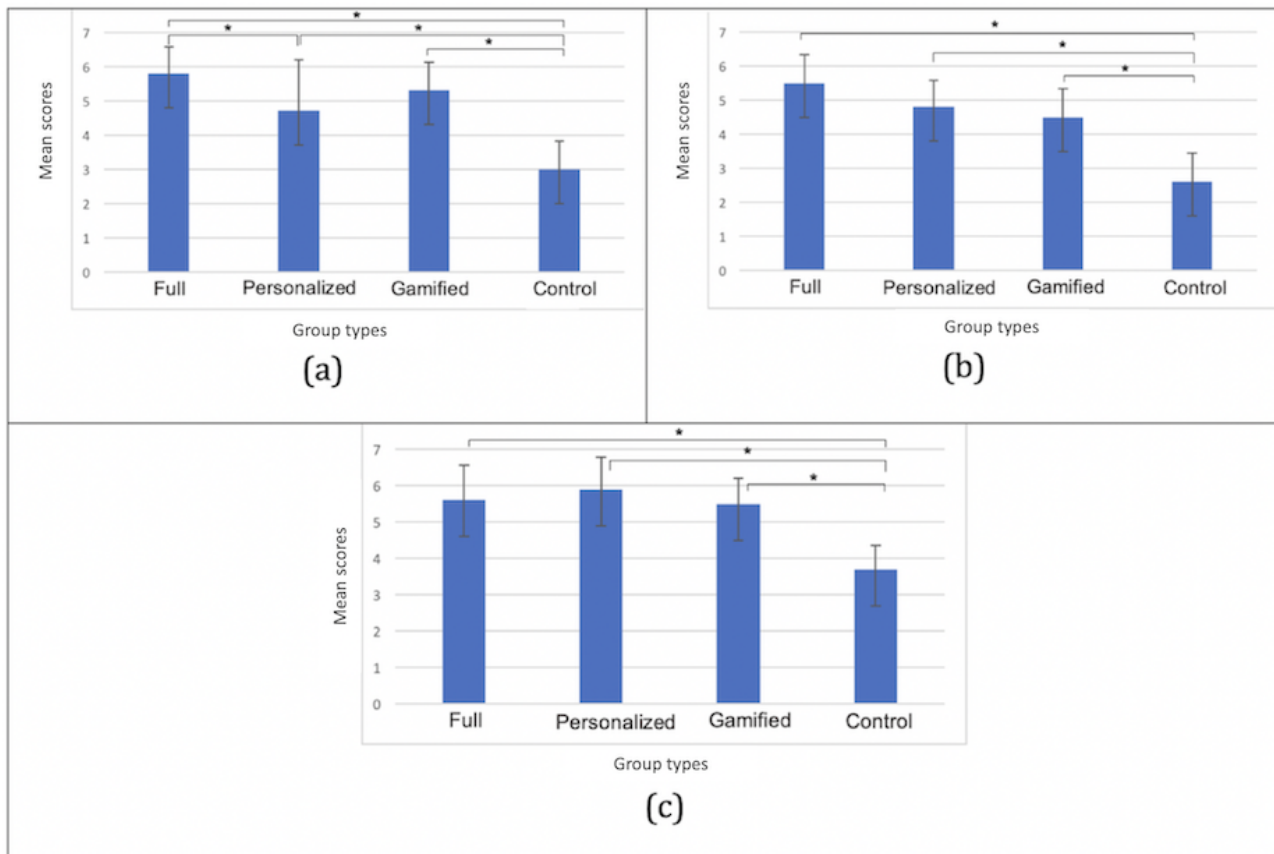 * 
* *
*
7
6
5
4
3
2
1
0
Mean scores
Full Personalized Gamified Control
Group types
(a)
*
*
*
7
6
5
4
3
2
1
0
Mean scores
Full Personalized Gamified Control
Group types
(b)
*
*
*
7
6
5
4
3
2
1
0
Mean scores
Full Personalized Gamified Control
Group types
(c)